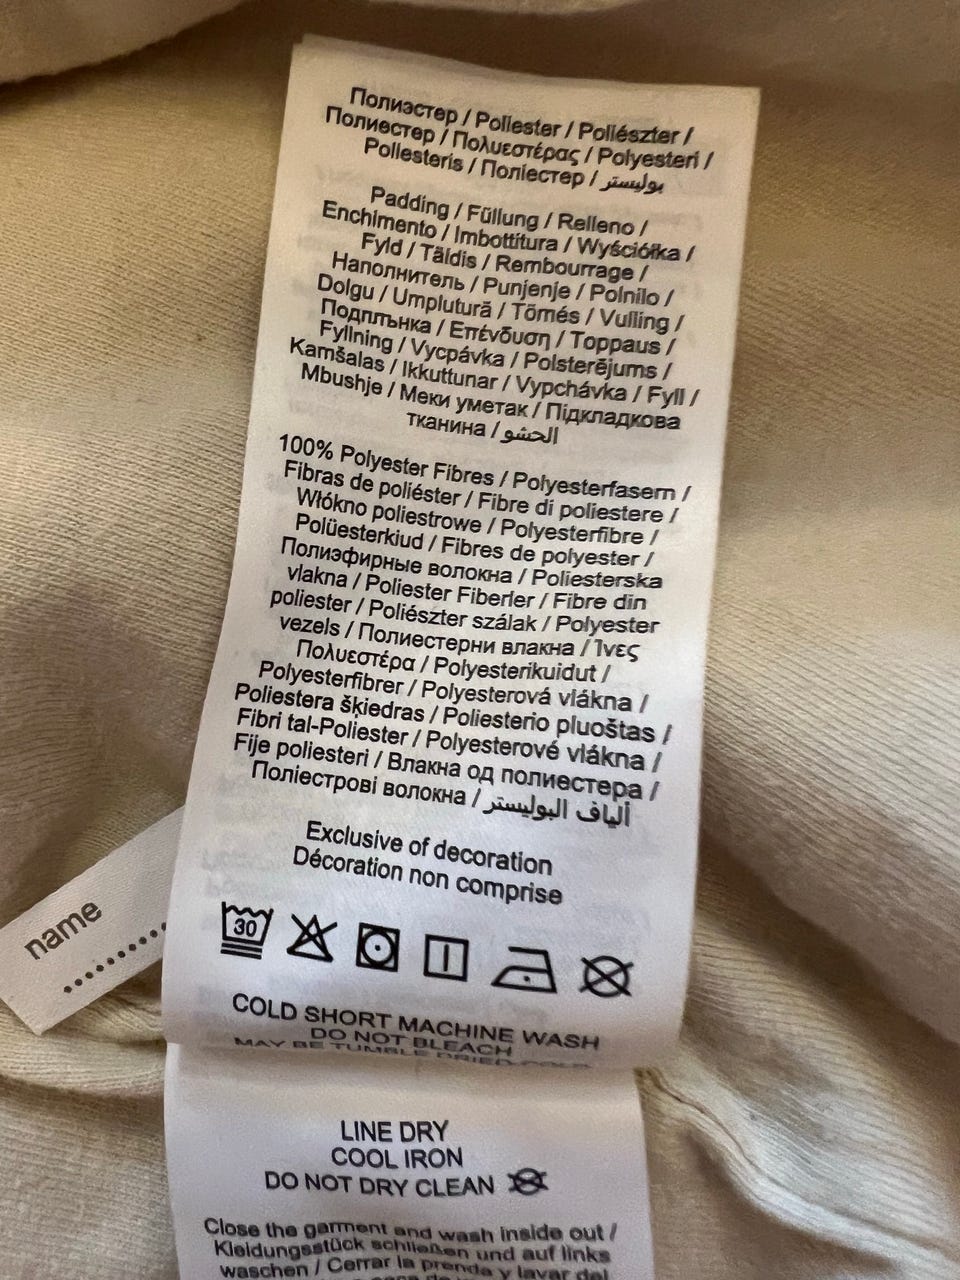 Полиэстер / Poliester / Poliészter /
Полиестер / Πολυεστέρας / Polyesteri /
Poliesteris / Поліестер / بوليستر
Padding / Füllung / Relleno /
Enchimento / Imbottitura / Wyściółka /
Fyld / Täldis / Rembourrage /
Наполнитель / Punjenje / Polnilo /
Dolgu / Umplutură / Tömés / Vulling /
Подплънка / Επένδυση / Toppaus /
Fyllning / Vycpávka / Polsterējums /
Kamšalas / Ikkuttunar / Vypchávka / Fyll /
Mbushje / Меки уметак / Підкладкова
тканина / الحشو
100% Polyester Fibres / Polyesterfasern /
Fibras de poliéster / Fibre di poliestere /
Włókno poliestrowe / Polyesterfibre /
Polüesterkiud / Fibres de polyester /
Полиэфирные волокна / Poliesterska
vlakna / Poliester Fiberler / Fibre din
poliester / Poliészter szálak / Polyester
vezels / Полиестерни влакна / Ίνες
Πολυεστέρα / Polyesterikuidut /
Polyesterfibrer / Polyesterová vlákna /
Poliestera šķiedras / Poliesterio pluoštas /
Fibri tal-Poliester / Polyesterové vlákna /
Fije poliesteri / Влакна од полиестера /
Поліестрові волокна / ألياف البوليستر
Exclusive of decoration
Décoration non comprise
30
name
COLD SHORT MACHINE WASH
DO NOT BLEACH
MAY BE TUMBLE DRIED COLD
LINE DRY
COOL IRON
DO NOT DRY CLEAN
Close the garment and wash inside out /
Kleidungsstück schließen und auf links
waschen / Cerrar la prenda y lavar del